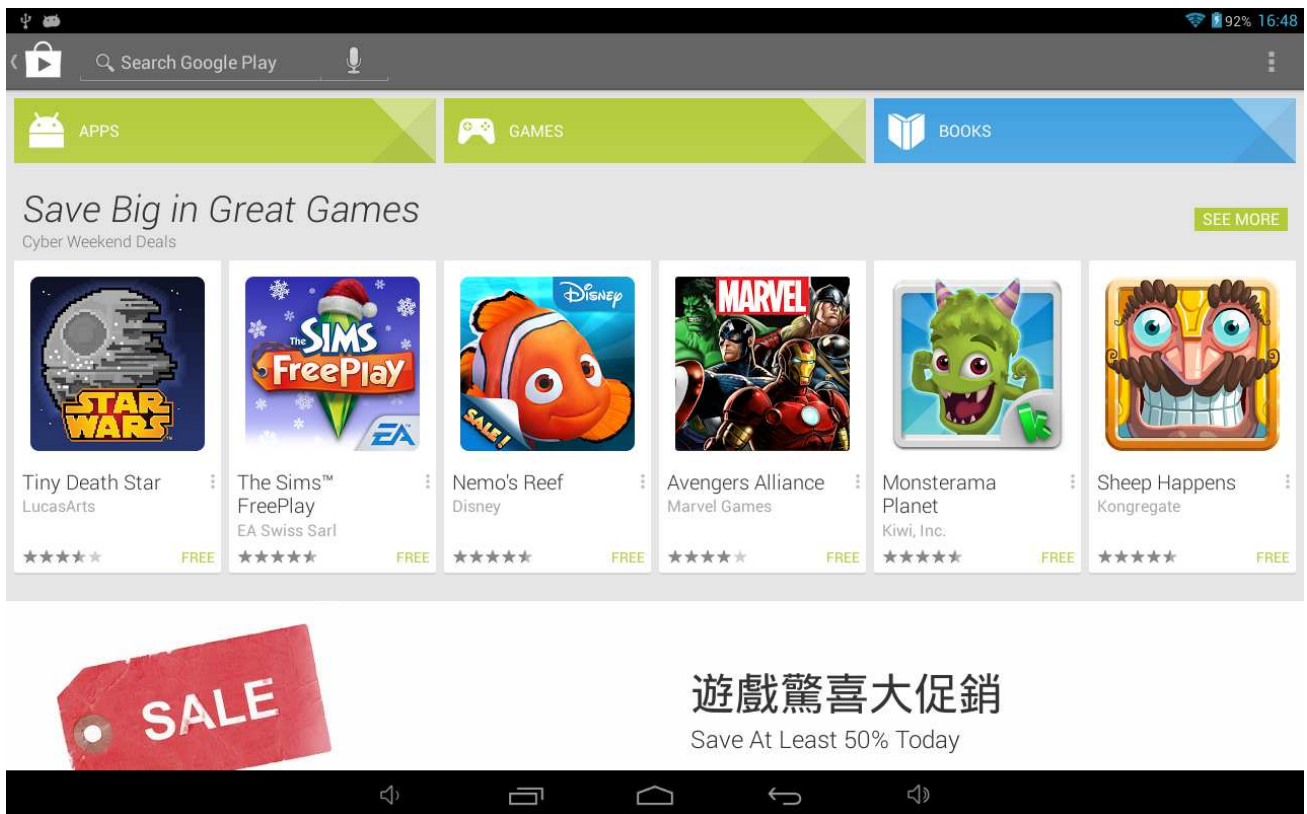 92% 16:48
Search Google Play
APPS
GAMES
BOOKS
Save Big in Great Games
Cyber Weekend Deals
SEE MORE
STAR
WARS
The SIMS
FreePlay
EA
Disney
SALE!
MARVEL
k
Tiny Death Star
LucasArts
FREE
The Sims™
FreePlay
EA Swiss Sarl
FREE
Nemo's Reef
Disney
FREE
Avengers Alliance
Marvel Games
FREE
Monsterama
Planet
Kiwi, Inc.
FREE
Sheep Happens
Kongregate
FREE
SALE
遊戲驚喜大促銷
Save At Least 50% Today